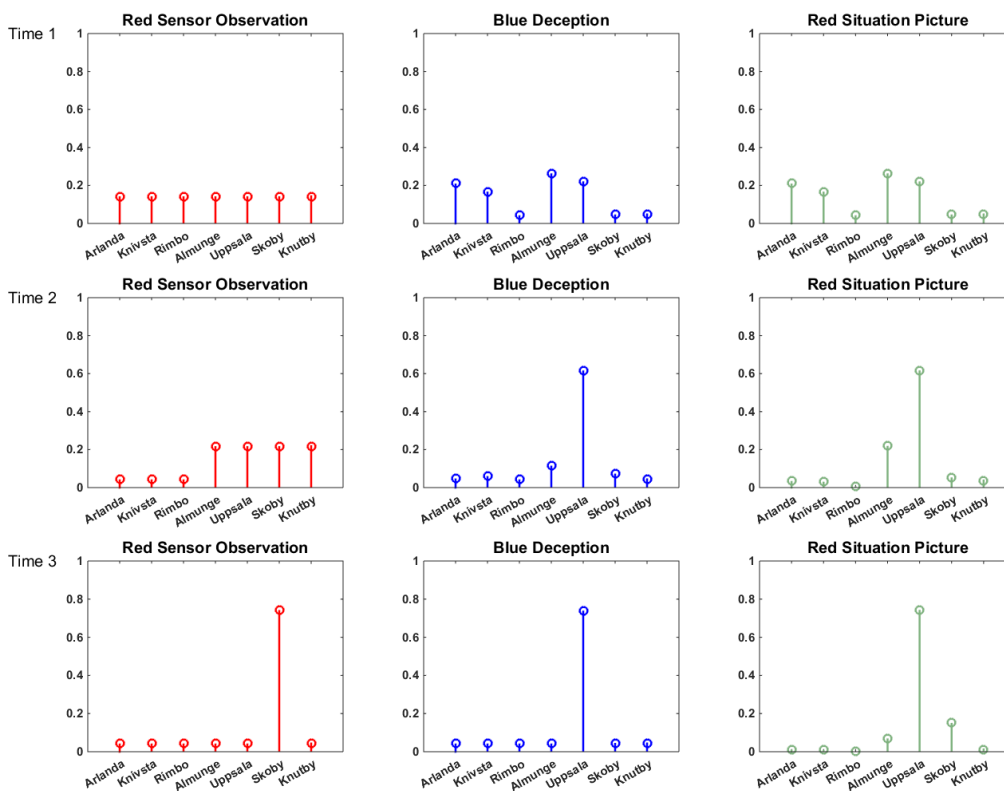 Time 1
Red Sensor Observation
1
0.8
0.6
0.4
0.2
0
Arlanda Knivsta Rimbo Almunge Uppsala Skoby Knutby
Blue Deception
1
0.8
0.6
0.4
0.2
0
Arlanda Knivsta Rimbo Almunge Uppsala Skoby Knutby
Red Situation Picture
1
0.8
0.6
0.4
0.2
0
Arlanda Knivsta Rimbo Almunge Uppsala Skoby Knutby
Time 2
Red Sensor Observation
1
0.8
0.6
0.4
0.2
0
Arlanda Knivsta Rimbo Almunge Uppsala Skoby Knutby
Blue Deception
1
0.8
0.6
0.4
0.2
0
Arlanda Knivsta Rimbo Almunge Uppsala Skoby Knutby
Red Situation Picture
1
0.8
0.6
0.4
0.2
0
Arlanda Knivsta Rimbo Almunge Uppsala Skoby Knutby
Time 3
Red Sensor Observation
1
0.8
0.6
0.4
0.2
0
Arlanda Knivsta Rimbo Almunge Uppsala Skoby Knutby
Blue Deception
1
0.8
0.6
0.4
0.2
0
Arlanda Knivsta Rimbo Almunge Uppsala Skoby Knutby
Red Situation Picture
1
0.8
0.6
0.4
0.2
0
Arlanda Knivsta Rimbo Almunge Uppsala Skoby Knutby